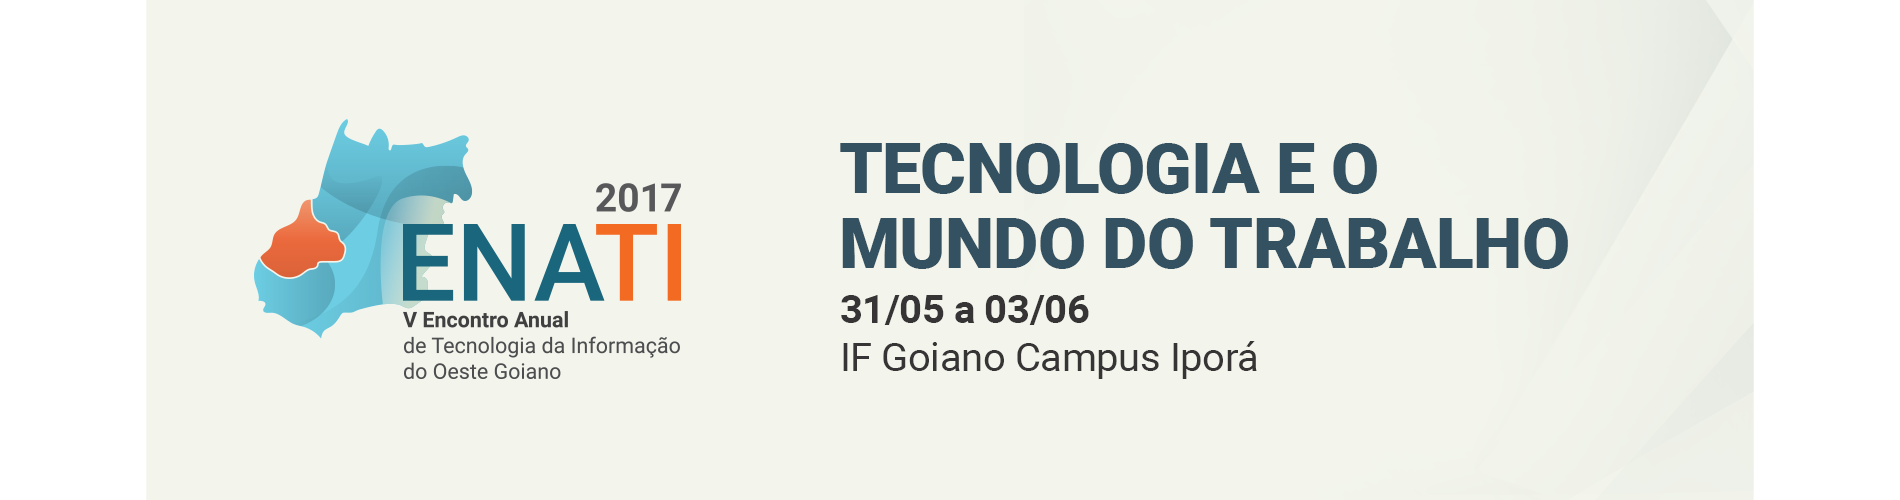 2017
ENATI
V Encontro Anual
de Tecnologia da Informação
do Oeste Goiano
TECNOLOGIA E O
MUNDO DO TRABALHO
31/05 a 03/06
IF Goiano Campus Iporá